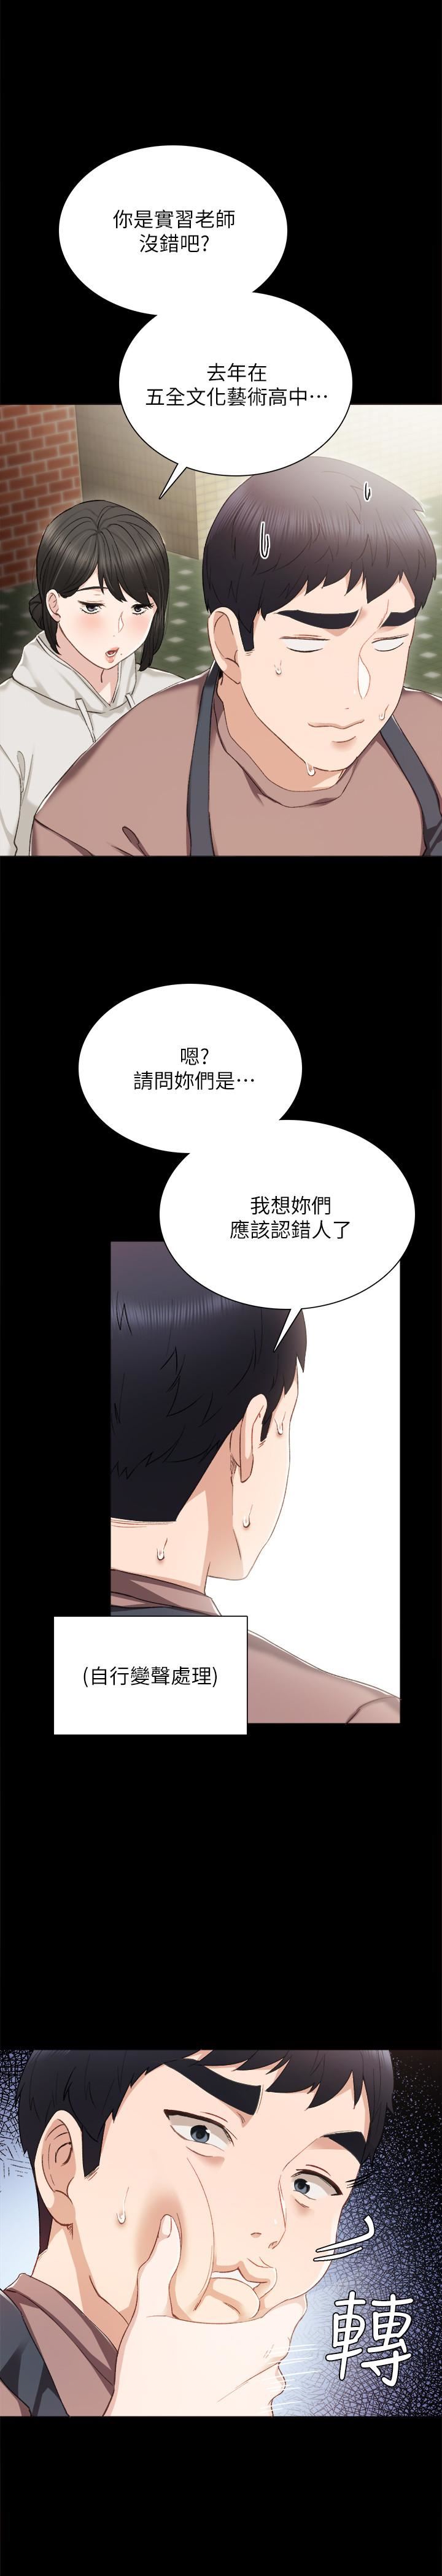 你是實習老師
沒錯吧?
去年在
五全文化藝術高中⋯
嗯?
請問妳們是⋯
我想妳們
應該認錯人了
(自行變聲處理)
轉